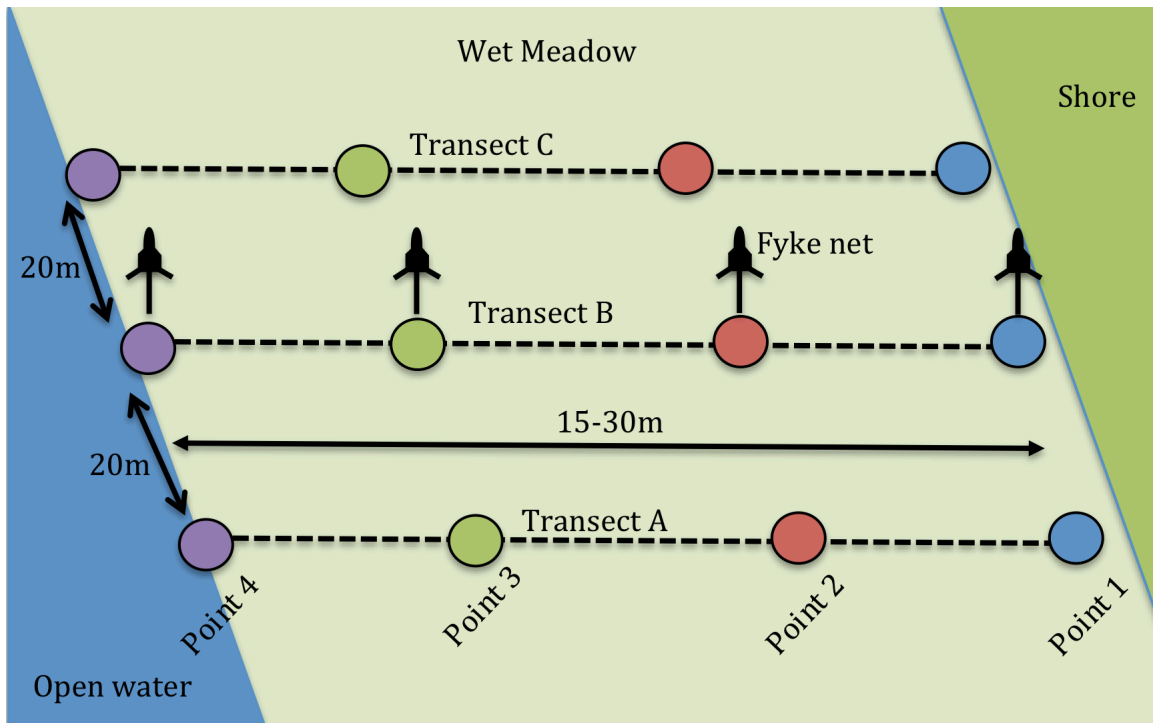 Wet Meadow
Shore
Transect C
20m
Fyke net
Transect B
15-30m
20m
Transect A
Point 4
Point 3
Point 2
Point 1
Open water